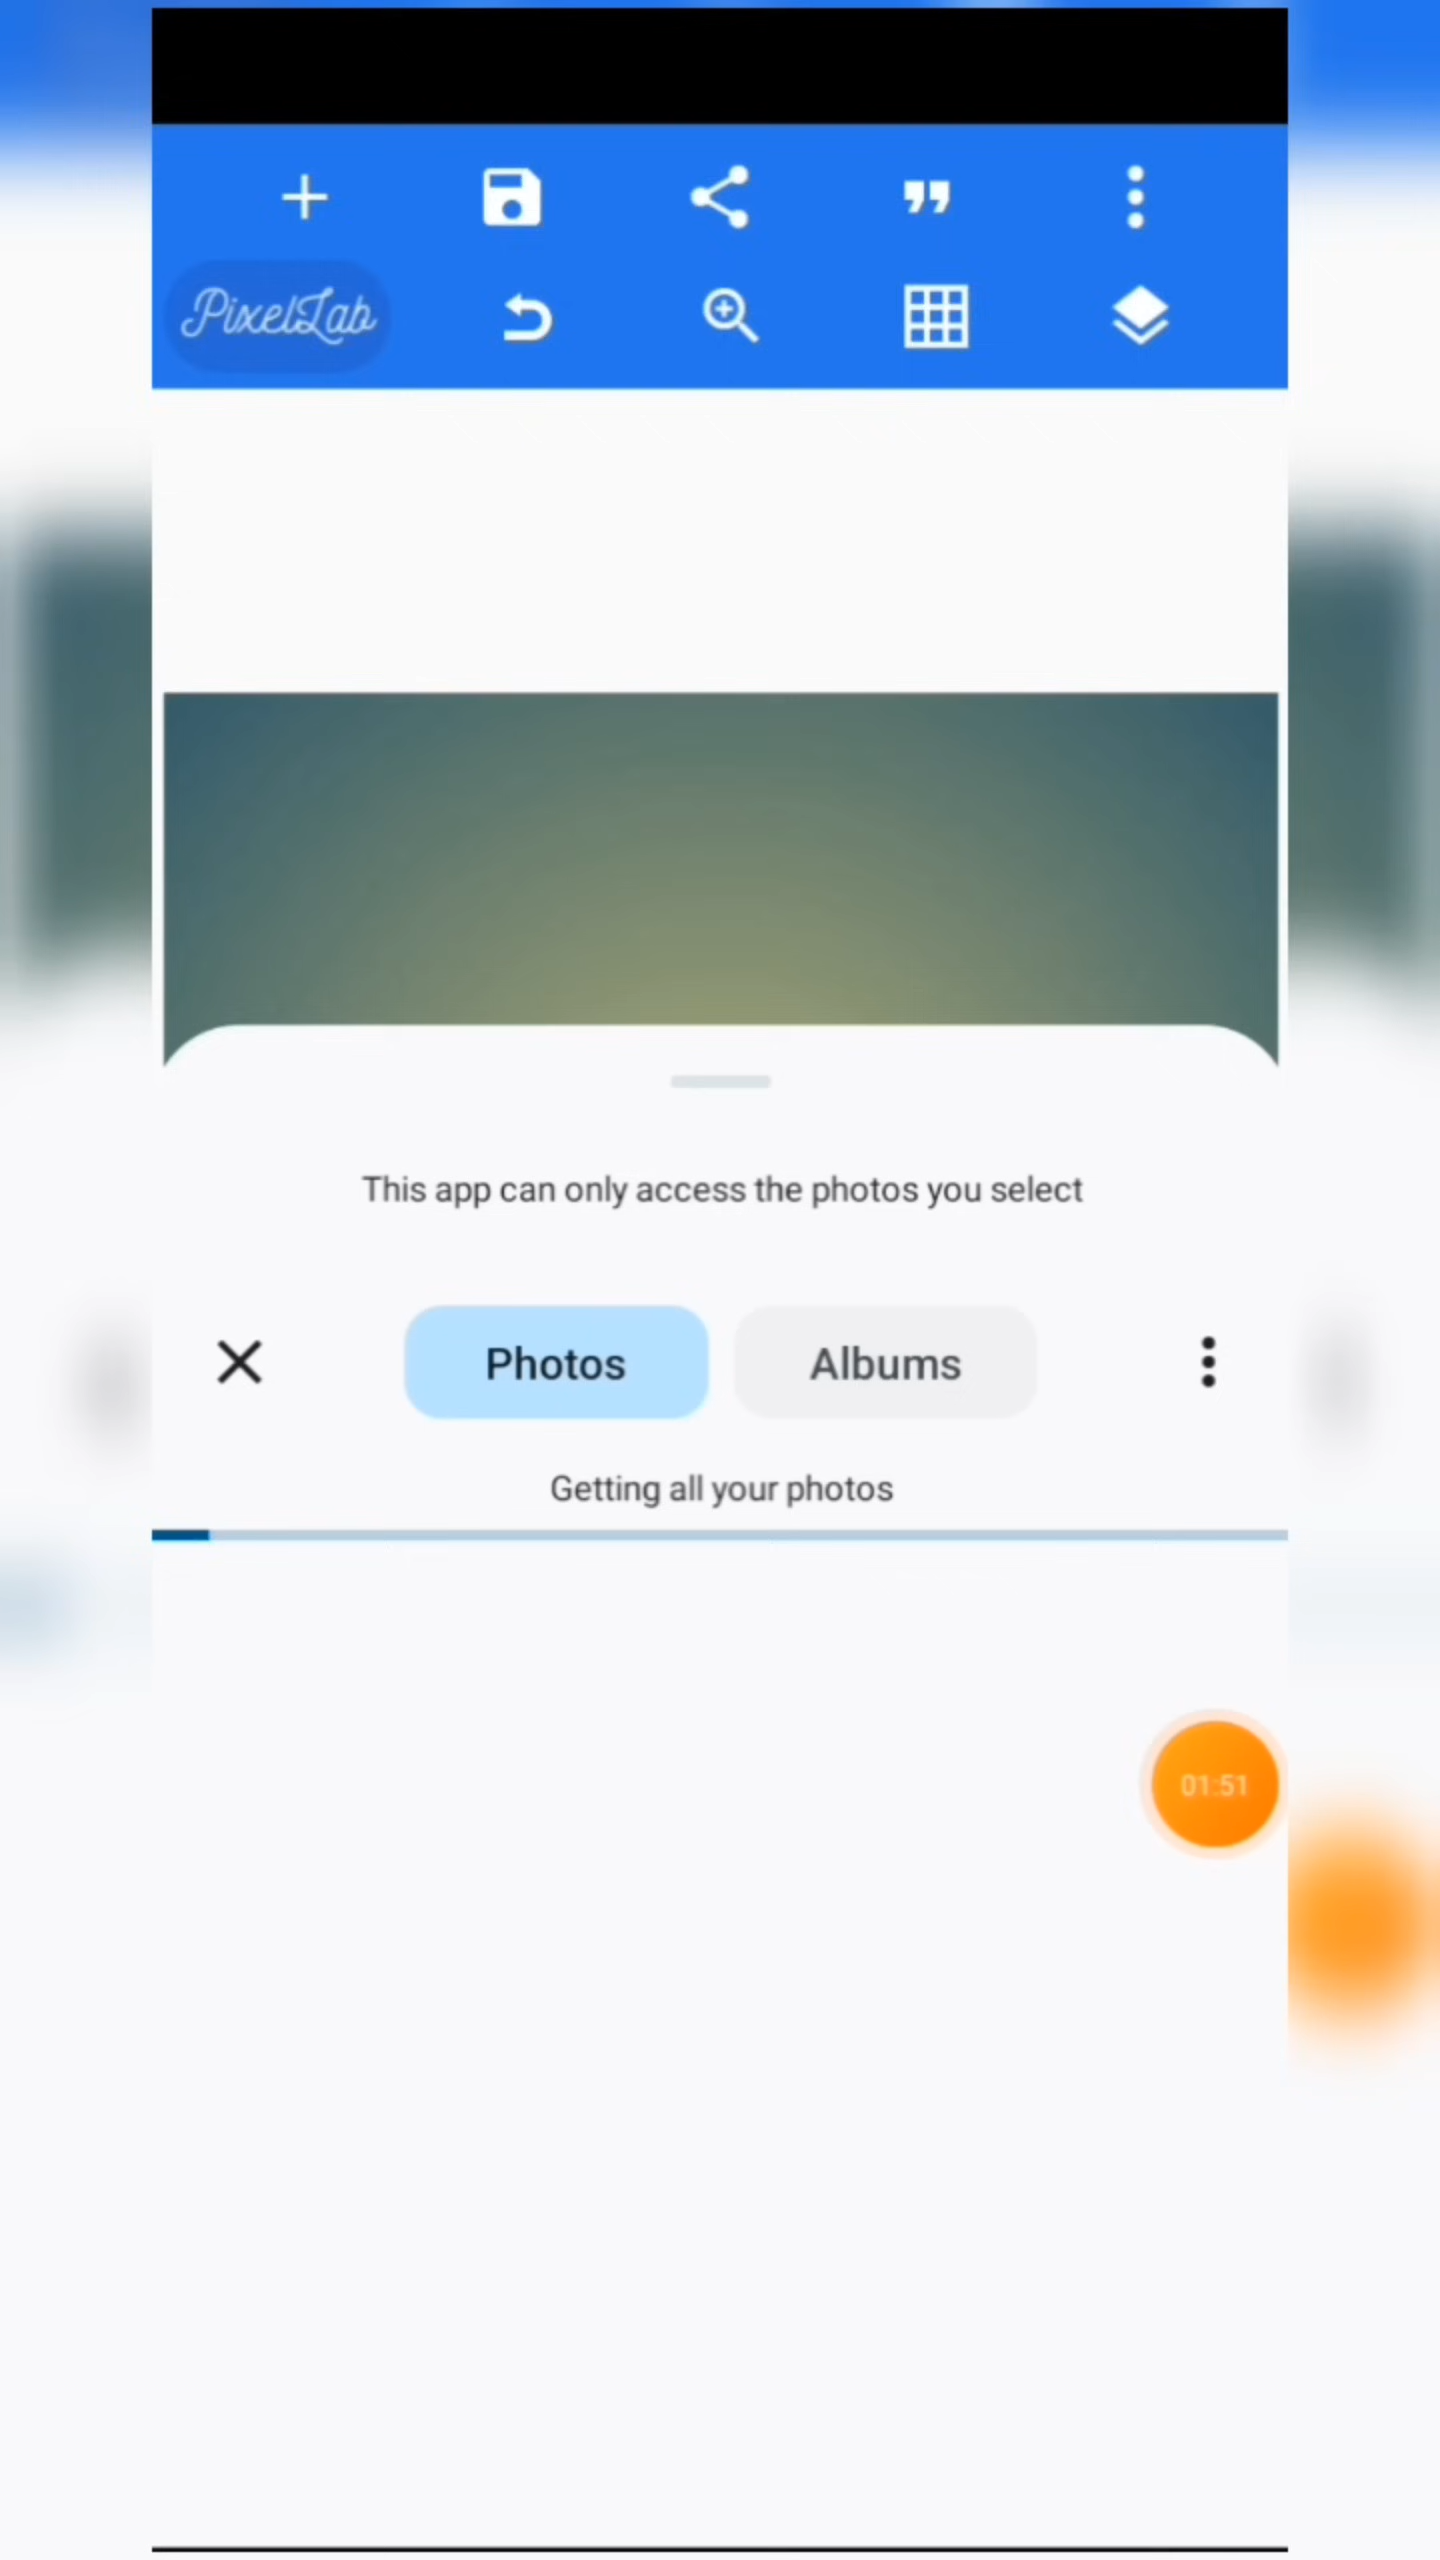 PixelLab
This app can only access the photos you select
Photos
Albums
Getting all your photos
01:51